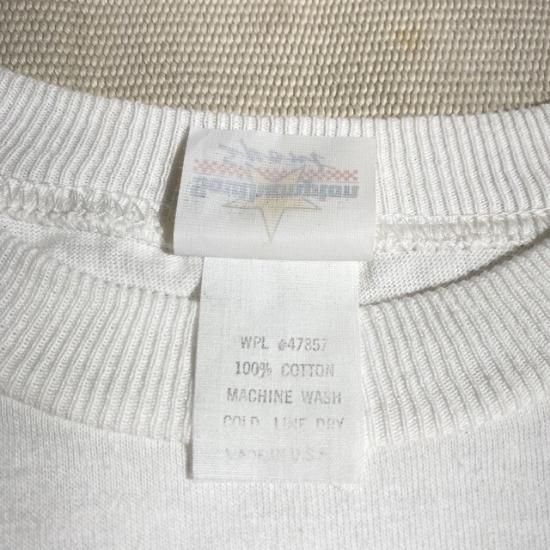 WPL #47857
100% COTTON
MACHINE WASH
COLD LINE DRY
MADE IN U.S.A.